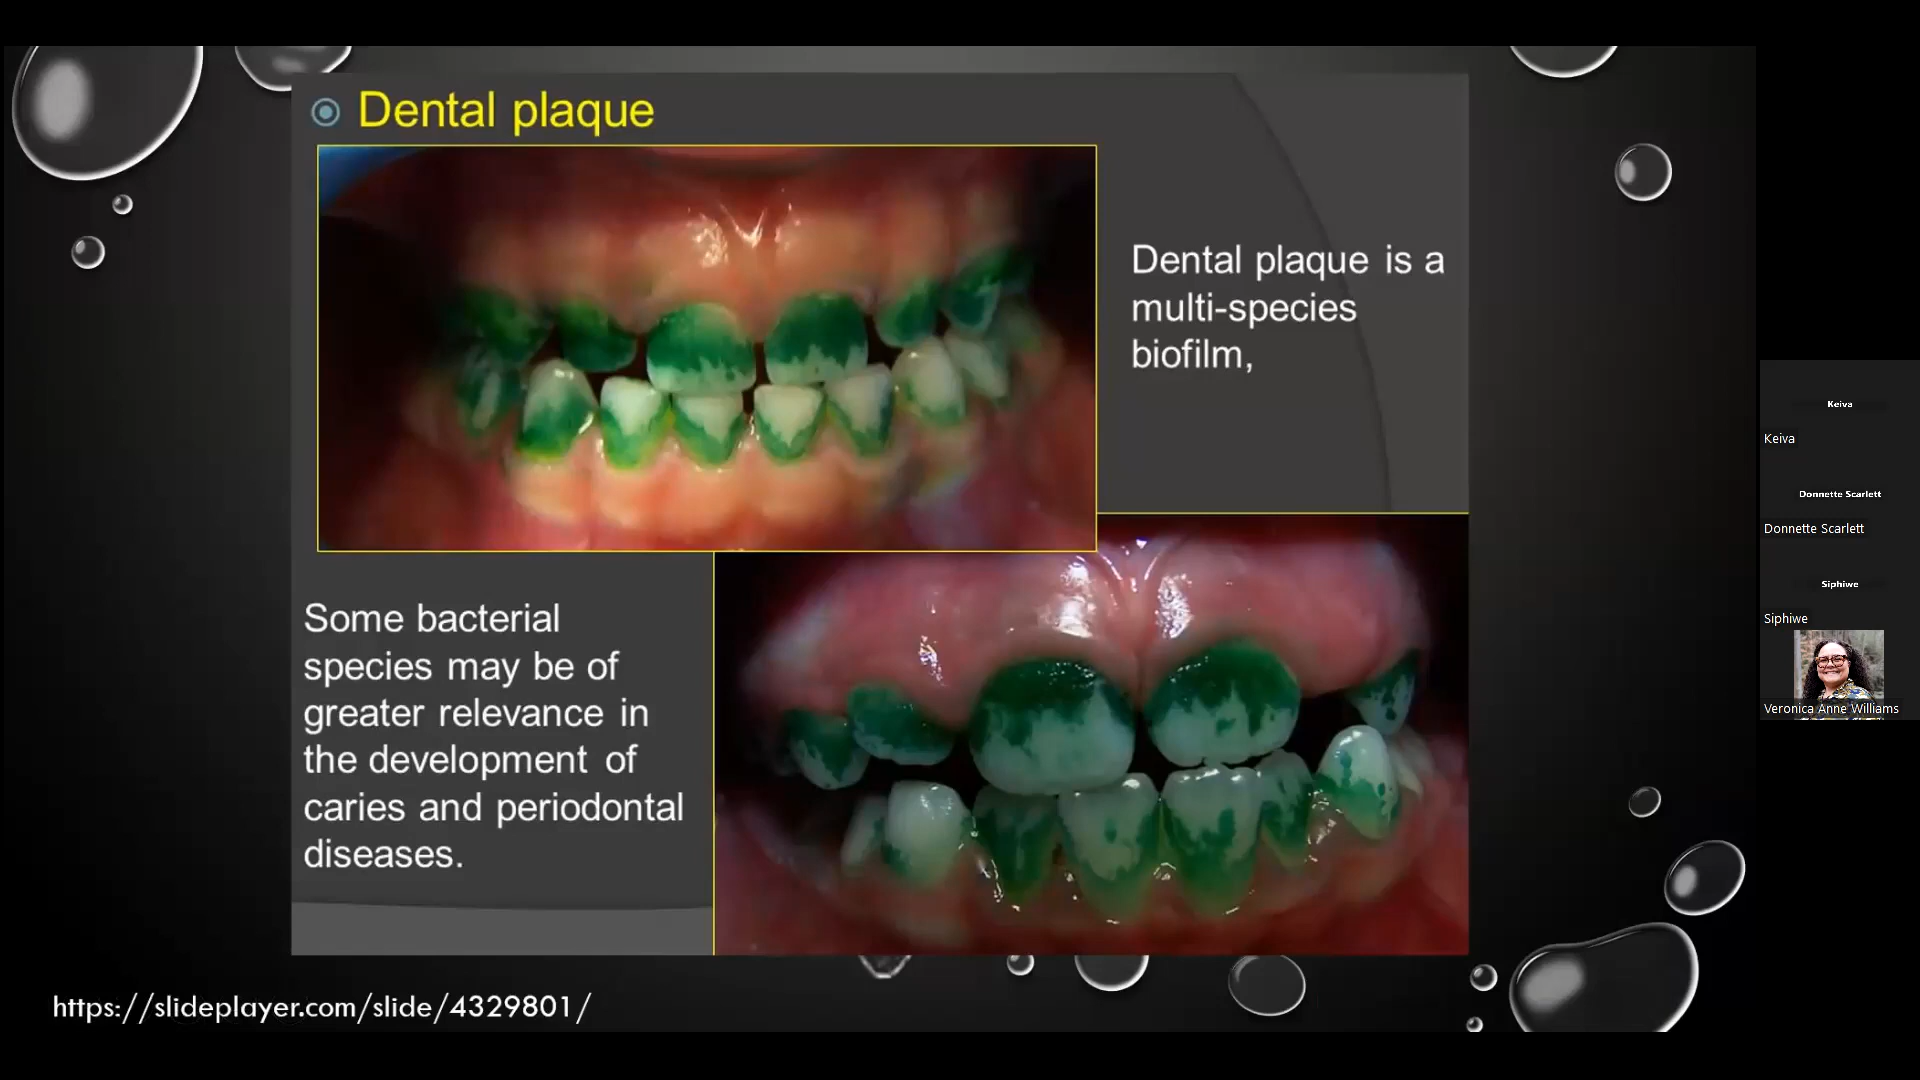 Dental plaque
Dental plaque is a
multi-species
biofilm,
Some bacterial
species may be of
greater relevance in
the development of
caries and periodontal
diseases.
https://slideplayer.com/slide/4329801/
Keiva
Keiva
Donnette Scarlett
Donnette Scarlett
Siphiwe
Siphiwe
Veronica Anne Williams